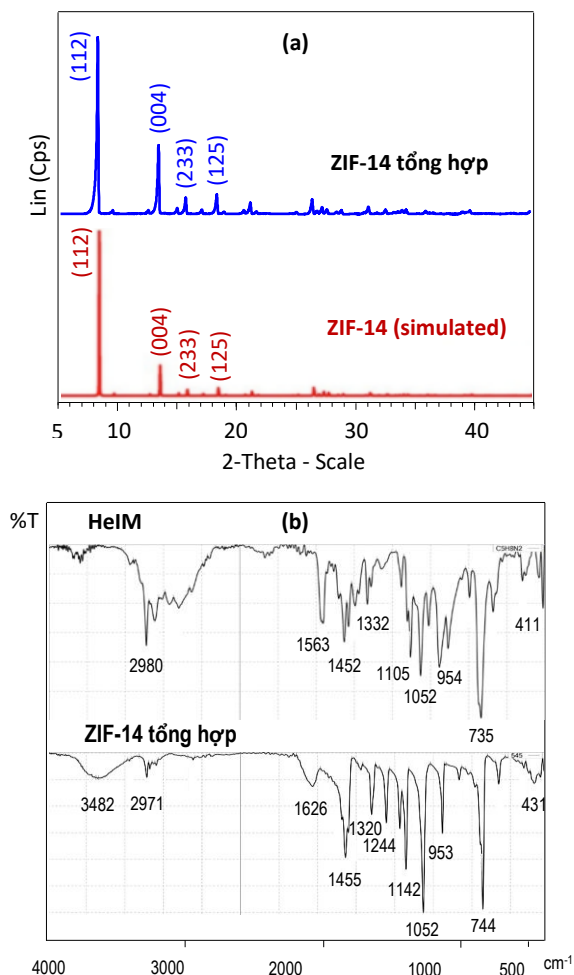 (a)
(112)
(004)
(233)
(125)
ZIF-14 tổng hợp
Lin (Cps)
(112)
(004)
(233)
(125)
ZIF-14 (simulated)
5 10 20 30 40
2-Theta - Scale
%T
HeIM
(b)
C5H8N2
2980
1563
1452
1332
1105
1052
954
735
411
ZIF-14 tổng hợp
545
3482
2971
1626
1455
1320
1244
1142
1052
953
744
431
4000 3000 2000 1000 500 cm-1